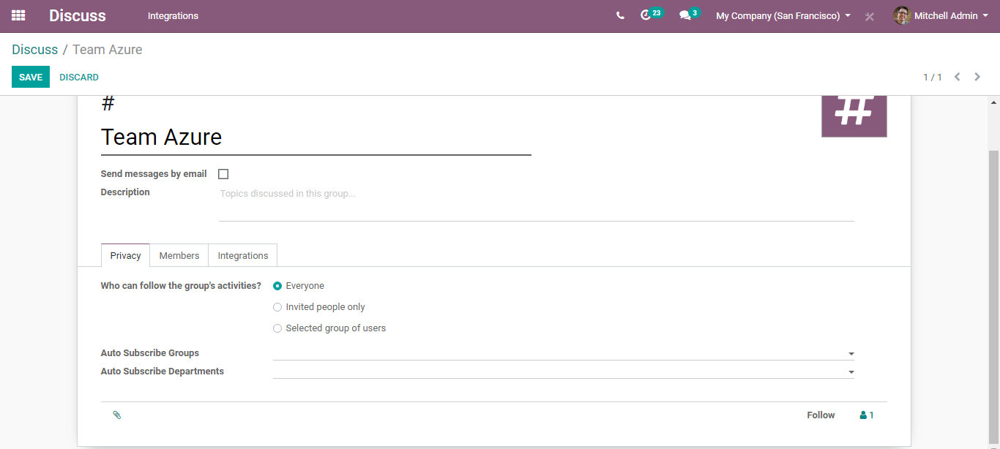 Discuss Integrations 23 3 My Company (San Francisco) Mitchell Admin
Discuss / Team Azure
SAVE DISCARD 1 / 1
#
#
Team Azure
Send messages by email
Description Topics discussed in this group...
Privacy Members Integrations
Who can follow the group's activities? Everyone
Invited people only
Selected group of users
Auto Subscribe Groups
Auto Subscribe Departments
Follow 1